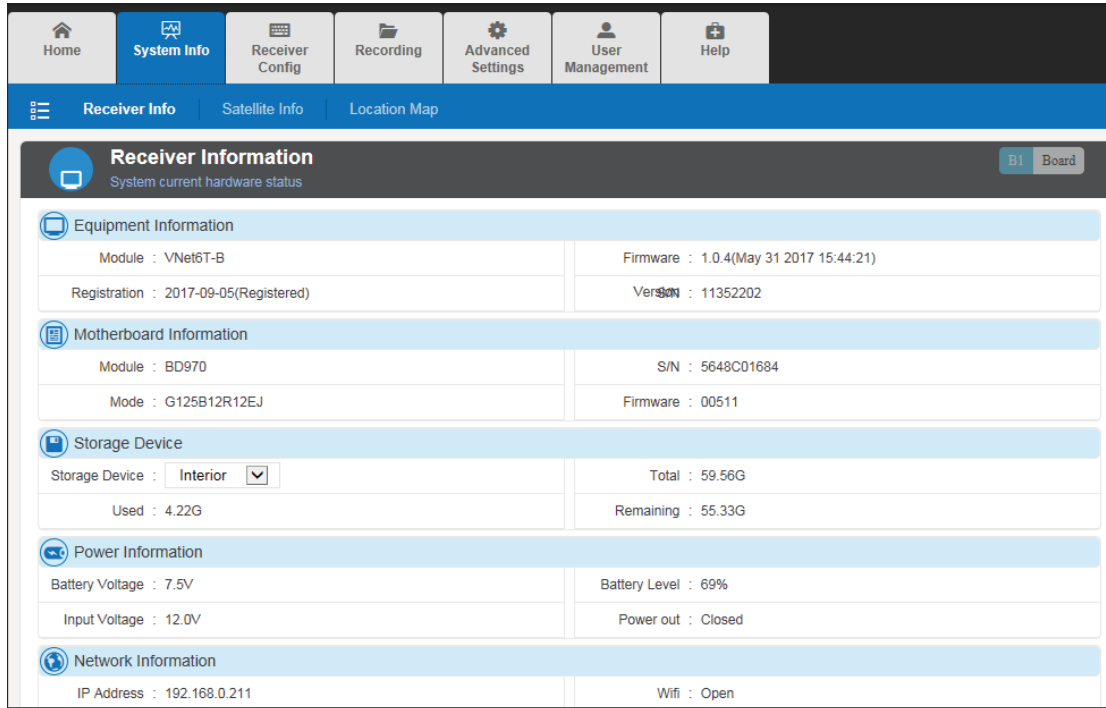 Home
System Info
Receiver Config
Recording
Advanced Settings
User Management
Help
Receiver Info Satellite Info Location Map
Receiver Information B1 Board
System current hardware status
Equipment Information
Module : VNet6T-B Firmware : 1.0.4(May 31 2017 15:44:21)
Registration : 2017-09-05(Registered) Version S/N : 11352202
Motherboard Information
Module : BD970 S/N : 5648C01684
Mode : G125B12R12EJ Firmware : 00511
Storage Device
Storage Device : Interior Total : 59.56G
Used : 4.22G Remaining : 55.33G
Power Information
Battery Voltage : 7.5V Battery Level : 69%
Input Voltage : 12.0V Power out : Closed
Network Information
IP Address : 192.168.0.211 Wifi : Open